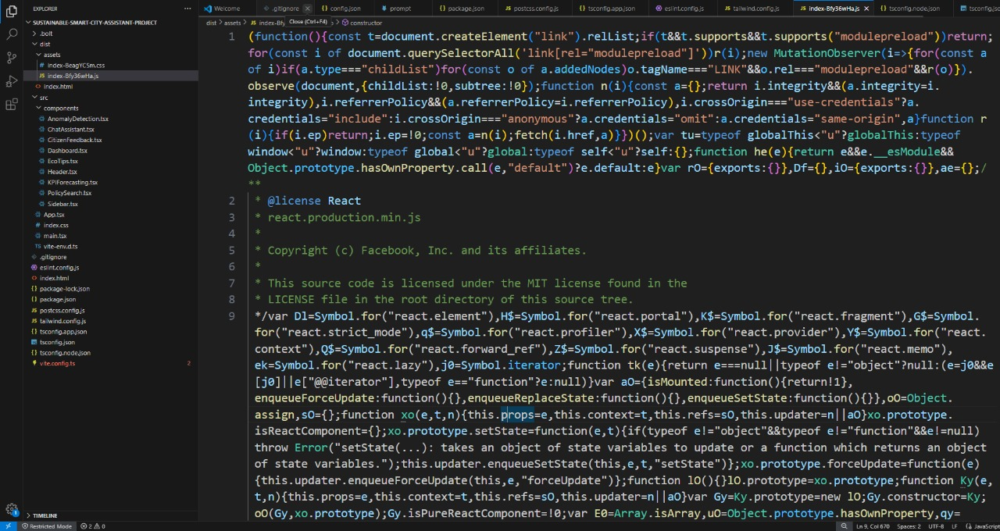 EXPLORER
···
SUSTAINABLE-SMART-CITY-ASSISTANT-PROJECT
.bolt
dist
assets
# index-BeagYCSm.css
JS index-Bfy36wHa.js
<> index.html
src
components
AnomalyDetection.tsx
ChatAssistant.tsx
CitizenFeedback.tsx
Dashboard.tsx
EcoTips.tsx
Header.tsx
KPIForecasting.tsx
PolicySearch.tsx
Sidebar.tsx
App.tsx
# index.css
main.tsx
TS vite-env.d.ts
.gitignore
eslint.config.js
<> index.html
{} package-lock.json
{} package.json
JS postcss.config.js
tailwind.config.js
{} tsconfig.app.json
tsconfig.json
{} tsconfig.node.json
vite.config.ts 2
TIMELINE
Welcome
.gitignore
{} config.json
prompt
{} package.json
JS postcss.config.js
{} tsconfig.app.json
eslint.config.js
tailwind.config.js
JS index-Bfy36wHa.js
{} tsconfig.node.json
tsconfig.jso
dist > assets > JS index-Bfy
Close (Ctrl+F4)
> constructor
1 (function(){const t=document.createElement("link").relList;if(t&&t.supports&&t.supports("modulepreload"))return;
for(const i of document.querySelectorAll('link[rel="modulepreload"]'))r(i);new MutationObserver(i=>{for(const a
of i)if(a.type==="childList")for(const o of a.addedNodes)o.tagName==="LINK"&&o.rel==="modulepreload"&&r(o)}).
observe(document,{childList:!0,subtree:!0});function n(i){const a={};return i.integrity&&(a.integrity=i.
integrity),i.referrerPolicy&&(a.referrerPolicy=i.referrerPolicy),i.crossOrigin==="use-credentials"?a.
credentials="include":i.crossOrigin==="anonymous"?a.credentials="omit":a.credentials="same-origin",a}function r
(i){if(i.ep)return;i.ep=!0;const a=n(i);fetch(i.href,a)}})();var tu=typeof globalThis<"u"?globalThis:typeof
window<"u"?window:typeof global<"u"?global:typeof self<"u"?self:{};function he(e){return e&&e.__esModule&&
Object.prototype.hasOwnProperty.call(e,"default")?e.default:e}var rO={exports:{}},Df={},iO={exports:{}},ae={};/
**
2 * @license React
3 * react.production.min.js
4 *
5 * Copyright (c) Facebook, Inc. and its affiliates.
6 *
7 * This source code is licensed under the MIT license found in the
8 * LICENSE file in the root directory of this source tree.
9 */var Dl=Symbol.for("react.element"),H$=Symbol.for("react.portal"),K$=Symbol.for("react.fragment"),G$=Symbol.
for("react.strict_mode"),q$=Symbol.for("react.profiler"),X$=Symbol.for("react.provider"),Y$=Symbol.for("react.
context"),Q$=Symbol.for("react.forward_ref"),Z$=Symbol.for("react.suspense"),J$=Symbol.for("react.memo"),
ek=Symbol.for("react.lazy"),j0=Symbol.iterator;function tk(e){return e===null||typeof e!="object"?null:(e=j0&&e
[j0]||e["@@iterator"],typeof e=="function"?e:null)}var aO={isMounted:function(){return!1},
enqueueForceUpdate:function(){},enqueueReplaceState:function(){},enqueueSetState:function(){}},oO=Object.
assign,sO={};function xo(e,t,n){this.props=e,this.context=t,this.refs=sO,this.updater=n||aO}xo.prototype.
isReactComponent={};xo.prototype.setState=function(e,t){if(typeof e!="object"&&typeof e!="function"&&e!=null)
throw Error("setState(...): takes an object of state variables to update or a function which returns an object
of state variables.");this.updater.enqueueSetState(this,e,t,"setState")};xo.prototype.forceUpdate=function(e)
{this.updater.enqueueForceUpdate(this,e,"forceUpdate")};function lO(){}lO.prototype=xo.prototype;function Ky(e,
t,n){this.props=e,this.context=t,this.refs=sO,this.updater=n||aO}var Gy=Ky.prototype=new lO;Gy.constructor=Ky;
oO(Gy,xo.prototype);Gy.isPureReactComponent=!0;var E0=Array.isArray,uO=Object.prototype.hasOwnProperty,qy=
Restricted Mode
2 0
Ln 9, Col 670
Spaces: 2
UTF-8
LF
{} JavaScript
1